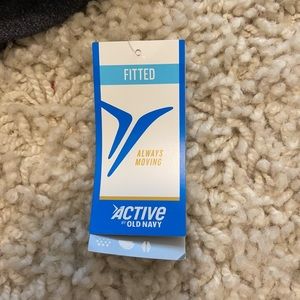 FITTED
ALWAYS
MOVING
ACTIVE
BY OLD NAVY